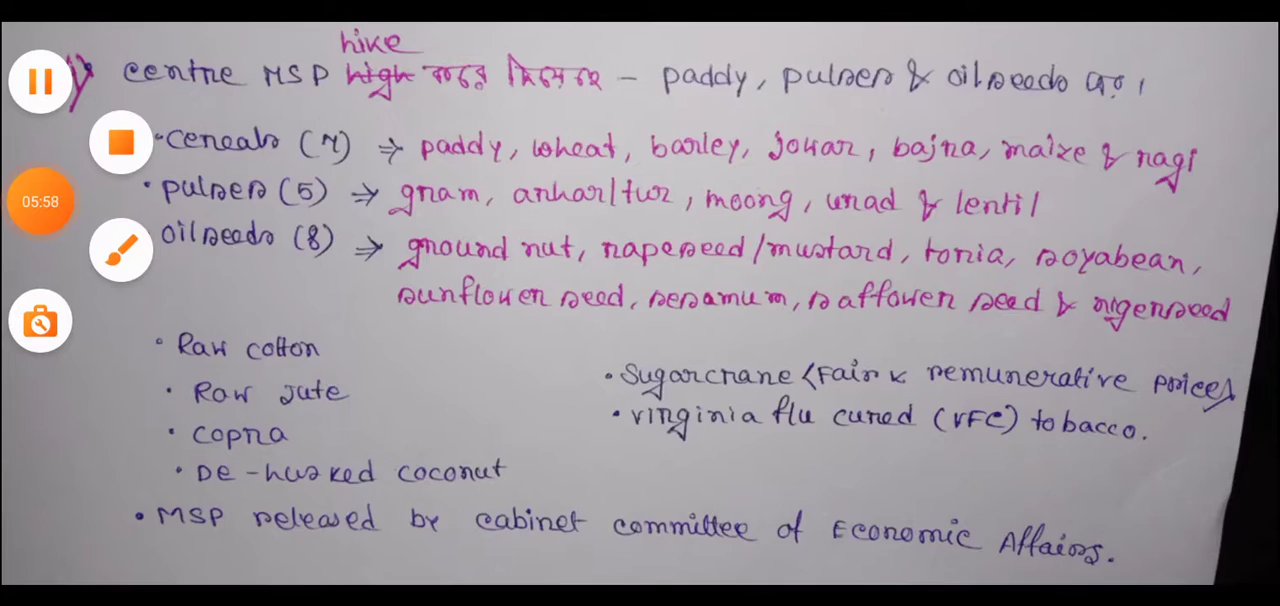 hike
1) centre MSP high করে দিয়েছে – paddy, pulses & oilseeds এর।
• cereals (7) => paddy, wheat, barley, jowar, bajra, maize & ragi
• pulses (5) => gram, arhar/tur, moong, urad & lentil
05:58
oilseeds (8) => ground nut, rapeseed/mustard, toria, soyabean,
sunflower seed, sesamum, safflower seed & nigerseed
• Raw cotton
• Sugarcrane (Fair & remunerative price)
• Raw Jute
• virginia flu cured (VFC) tobacco.
• copra
• De-husked coconut
• MSP released by cabinet committee of Economic Affairs.